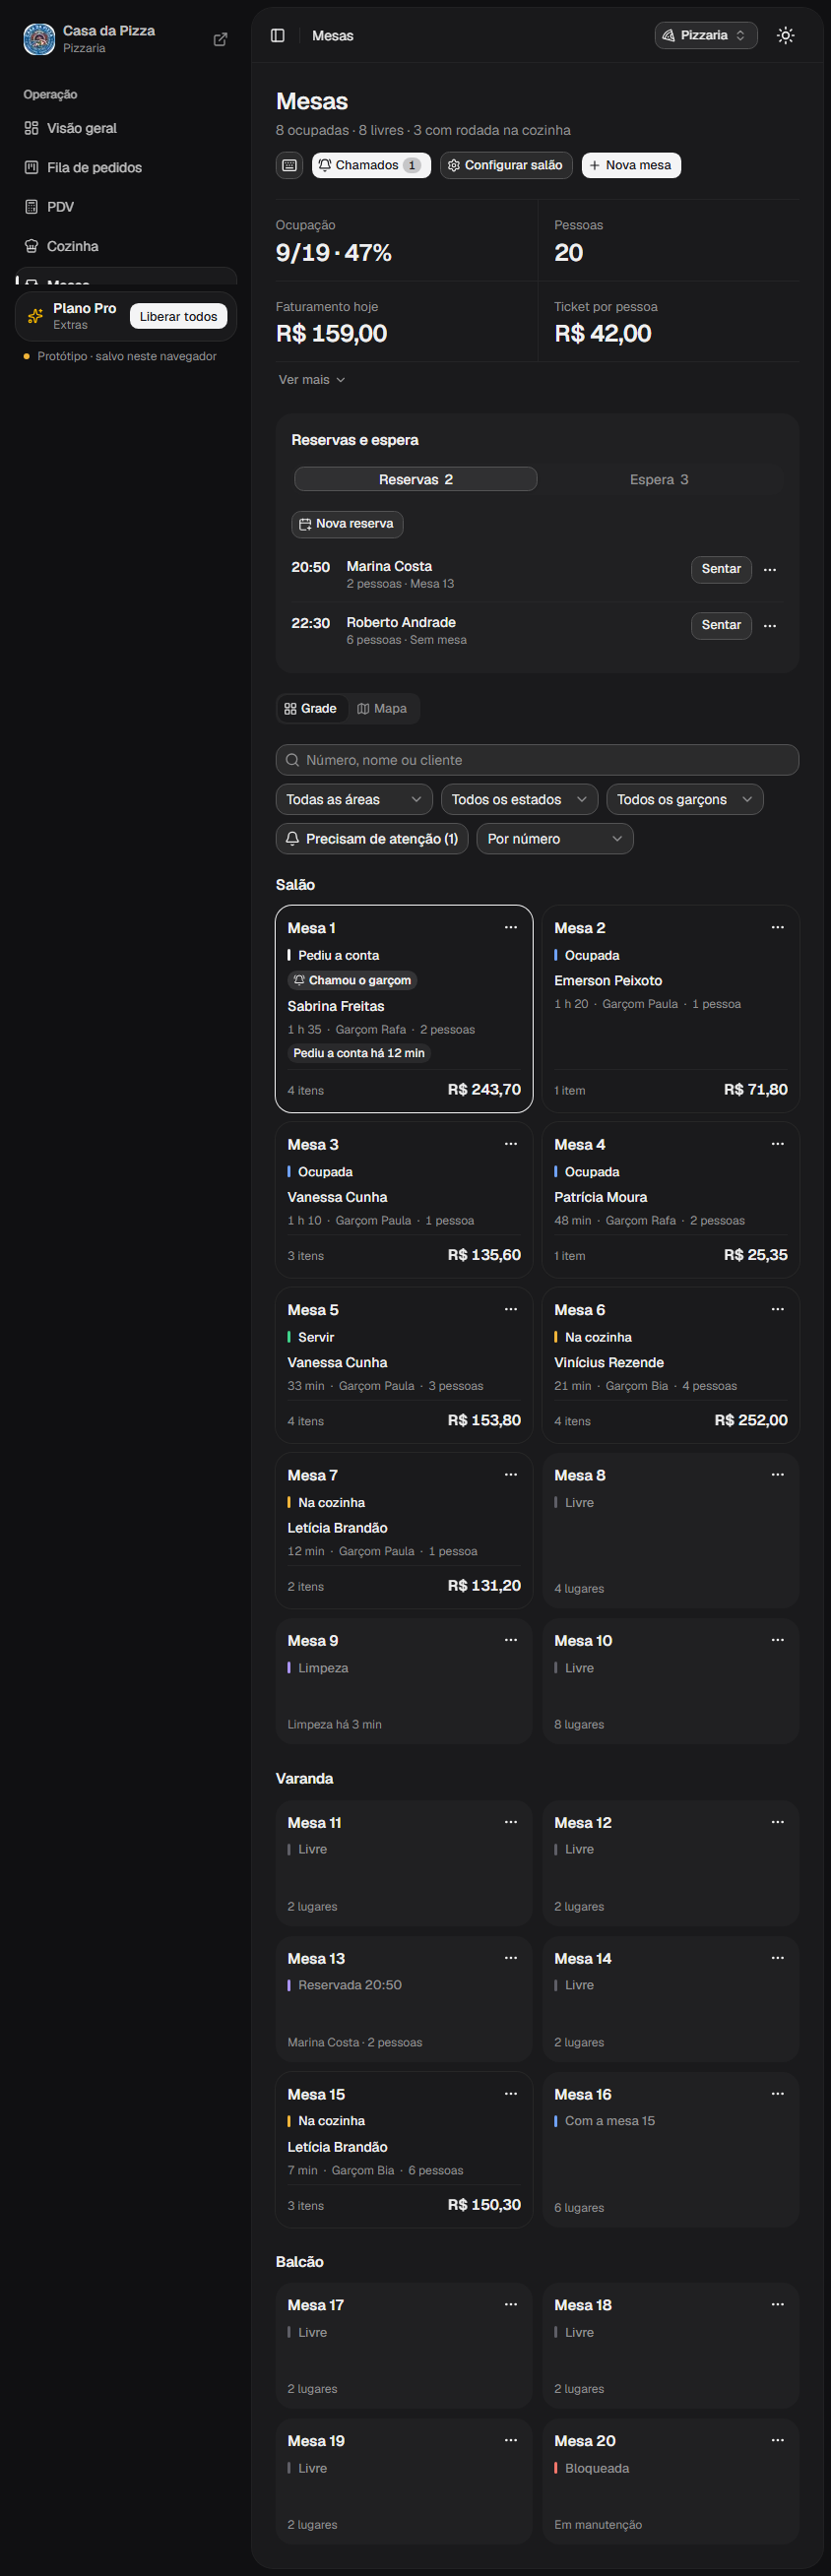 Casa da Pizza
Pizzaria
Operação
Visão geral
Fila de pedidos
PDV
Cozinha
Mesas
Plano Pro
Extras
Liberar todos
Protótipo · salvo neste navegador
Mesas
Pizzaria
Mesas
8 ocupadas · 8 livres · 3 com rodada na cozinha
Chamados 1
Configurar salão
Nova mesa
Ocupação
9/19 · 47%
Pessoas
20
Faturamento hoje
R$ 159,00
Ticket por pessoa
R$ 42,00
Ver mais
Reservas e espera
Reservas 2
Espera 3
Nova reserva
20:50
Marina Costa
2 pessoas · Mesa 13
Sentar
22:30
Roberto Andrade
6 pessoas · Sem mesa
Sentar
Grade
Mapa
Número, nome ou cliente
Todas as áreas
Todos os estados
Todos os garçons
Precisam de atenção (1)
Por número
Salão
Mesa 1
Pediu a conta
Chamou o garçom
Sabrina Freitas
1 h 35 · Garçom Rafa · 2 pessoas
Pediu a conta há 12 min
4 itens
R$ 243,70
Mesa 2
Ocupada
Emerson Peixoto
1 h 20 · Garçom Paula · 1 pessoa
1 item
R$ 71,80
Mesa 3
Ocupada
Vanessa Cunha
1 h 10 · Garçom Paula · 1 pessoa
3 itens
R$ 135,60
Mesa 4
Ocupada
Patrícia Moura
48 min · Garçom Rafa · 2 pessoas
1 item
R$ 25,35
Mesa 5
Servir
Vanessa Cunha
33 min · Garçom Paula · 3 pessoas
4 itens
R$ 153,80
Mesa 6
Na cozinha
Vinícius Rezende
21 min · Garçom Bia · 4 pessoas
4 itens
R$ 252,00
Mesa 7
Na cozinha
Letícia Brandão
12 min · Garçom Paula · 1 pessoa
2 itens
R$ 131,20
Mesa 8
Livre
4 lugares
Mesa 9
Limpeza
Limpeza há 3 min
Mesa 10
Livre
8 lugares
Varanda
Mesa 11
Livre
2 lugares
Mesa 12
Livre
2 lugares
Mesa 13
Reservada 20:50
Marina Costa · 2 pessoas
Mesa 14
Livre
2 lugares
Mesa 15
Na cozinha
Letícia Brandão
7 min · Garçom Bia · 6 pessoas
3 itens
R$ 150,30
Mesa 16
Com a mesa 15
6 lugares
Balcão
Mesa 17
Livre
2 lugares
Mesa 18
Livre
2 lugares
Mesa 19
Livre
2 lugares
Mesa 20
Bloqueada
Em manutenção